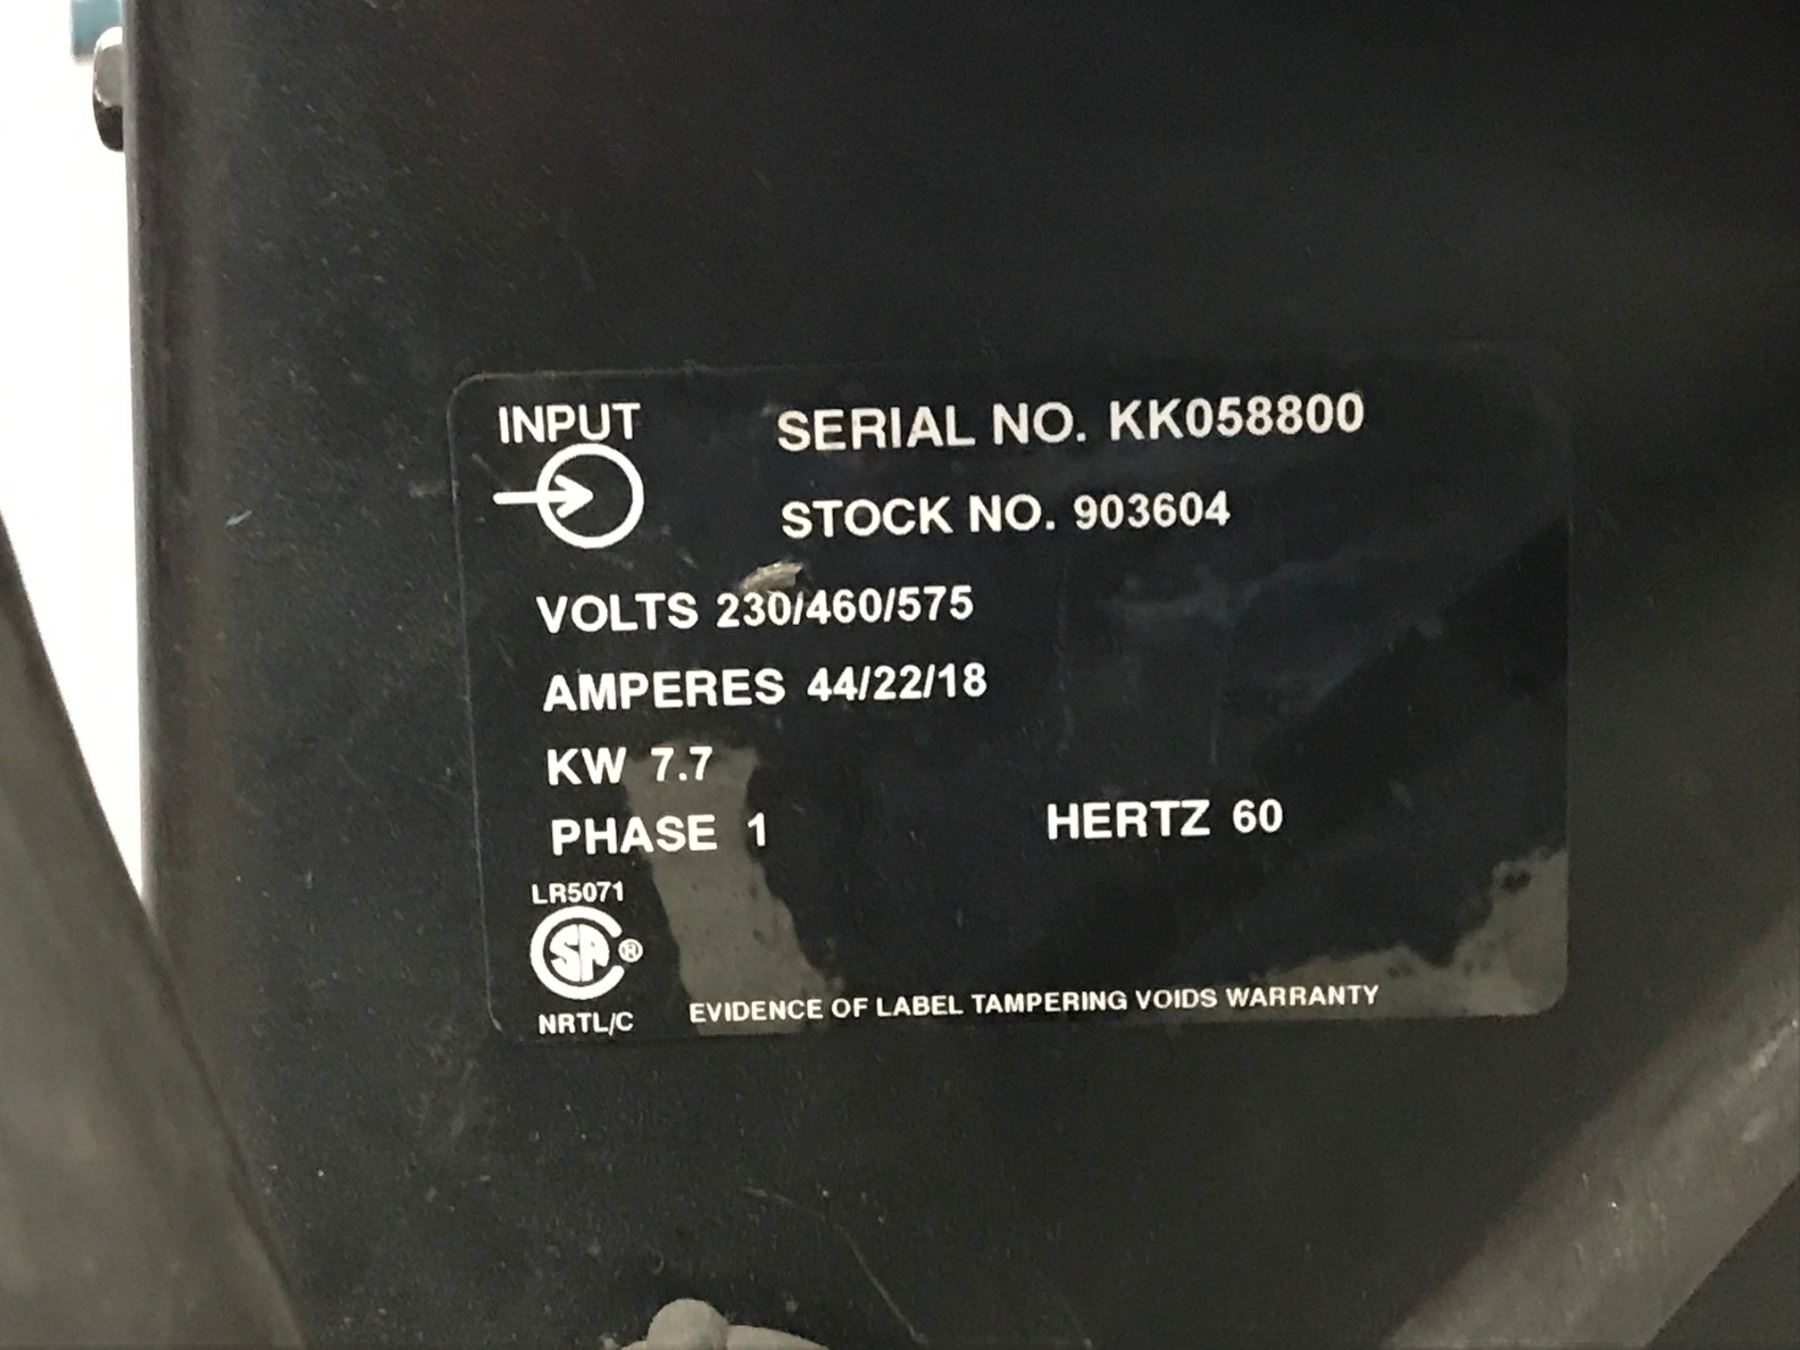 INPUT
SERIAL NO. KK058800
STOCK NO. 903604
VOLTS 230/460/575
AMPERES 44/22/18
KW 7.7
PHASE 1 HERTZ 60
LR5071
SA ®
NRTL/C
EVIDENCE OF LABEL TAMPERING VOIDS WARRANTY